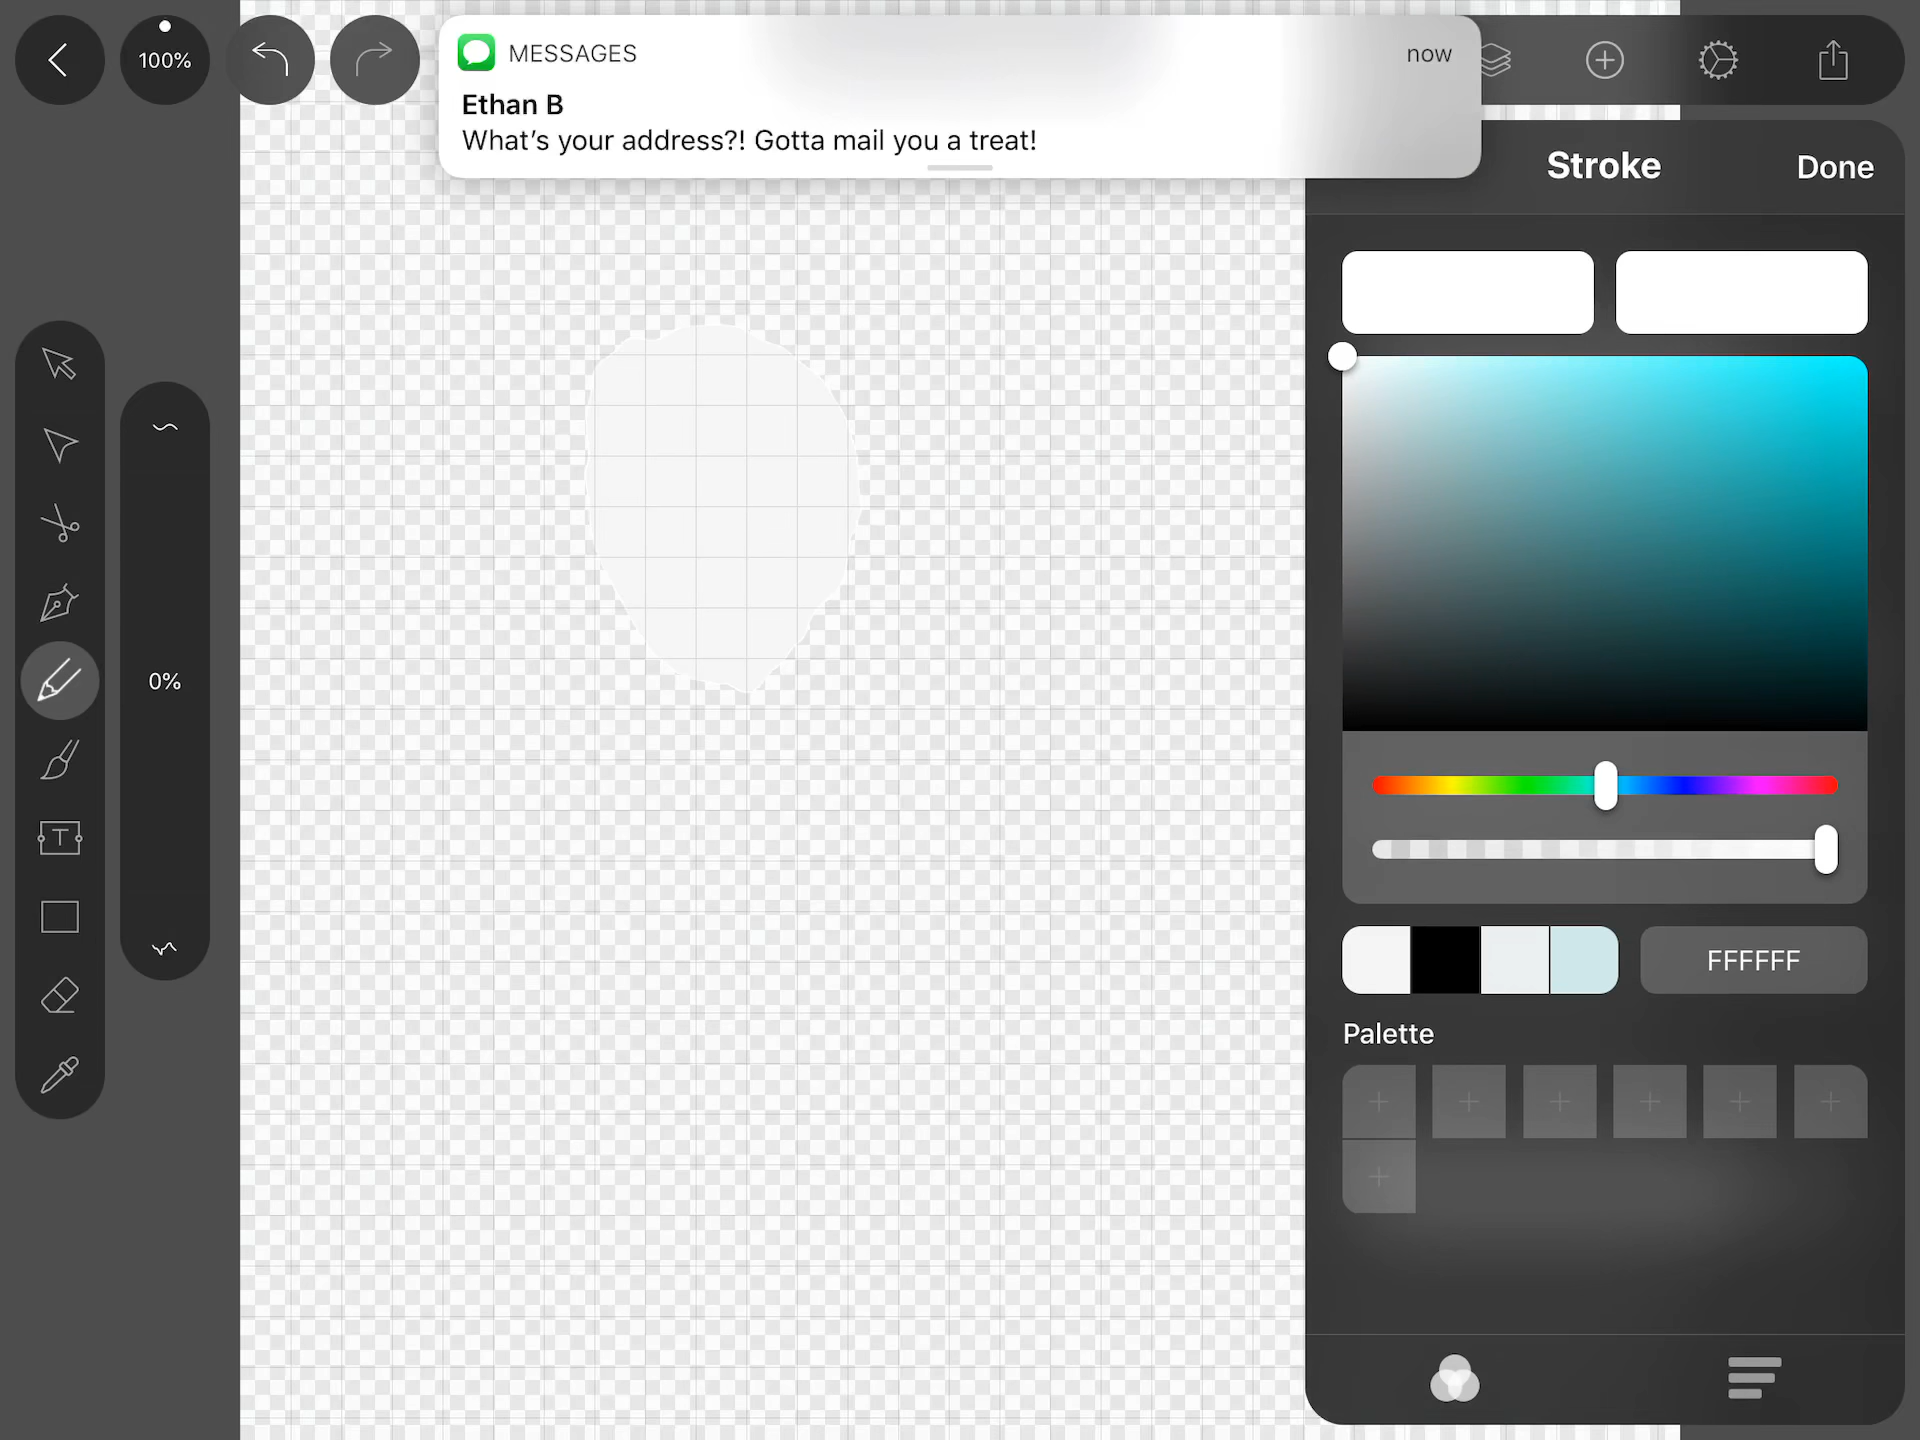 100%
MESSAGES
now
Ethan B
What's your address?! Gotta mail you a treat!
Stroke
Done
0%
T
FFFFFF
Palette